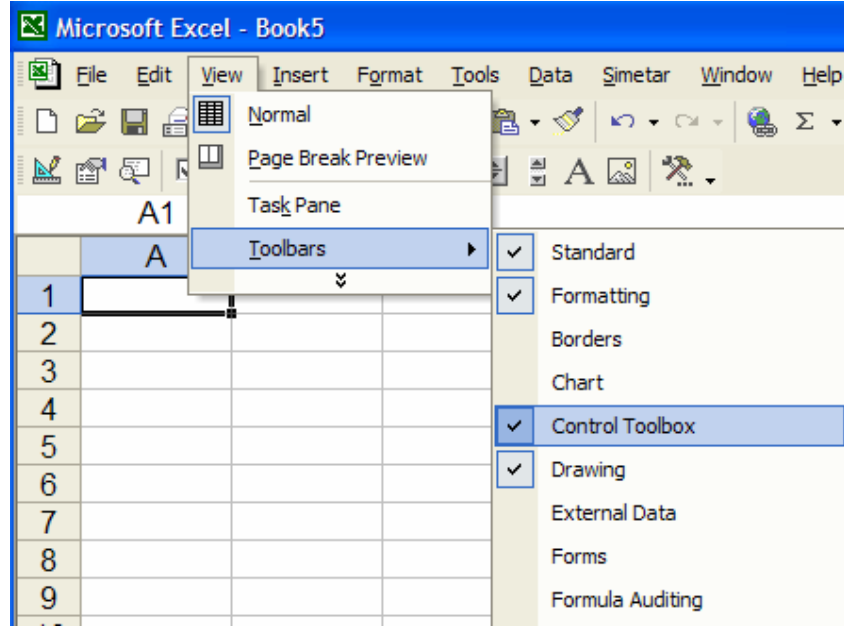 Microsoft Excel - Book5
File Edit View Insert Format Tools Data Simetar Window Help
Normal
Page Break Preview
A1
Task Pane
A
Toolbars
Standard
1
Formatting
2
Borders
3
Chart
4
Control Toolbox
5
Drawing
6
7
External Data
8
Forms
9
Formula Auditing